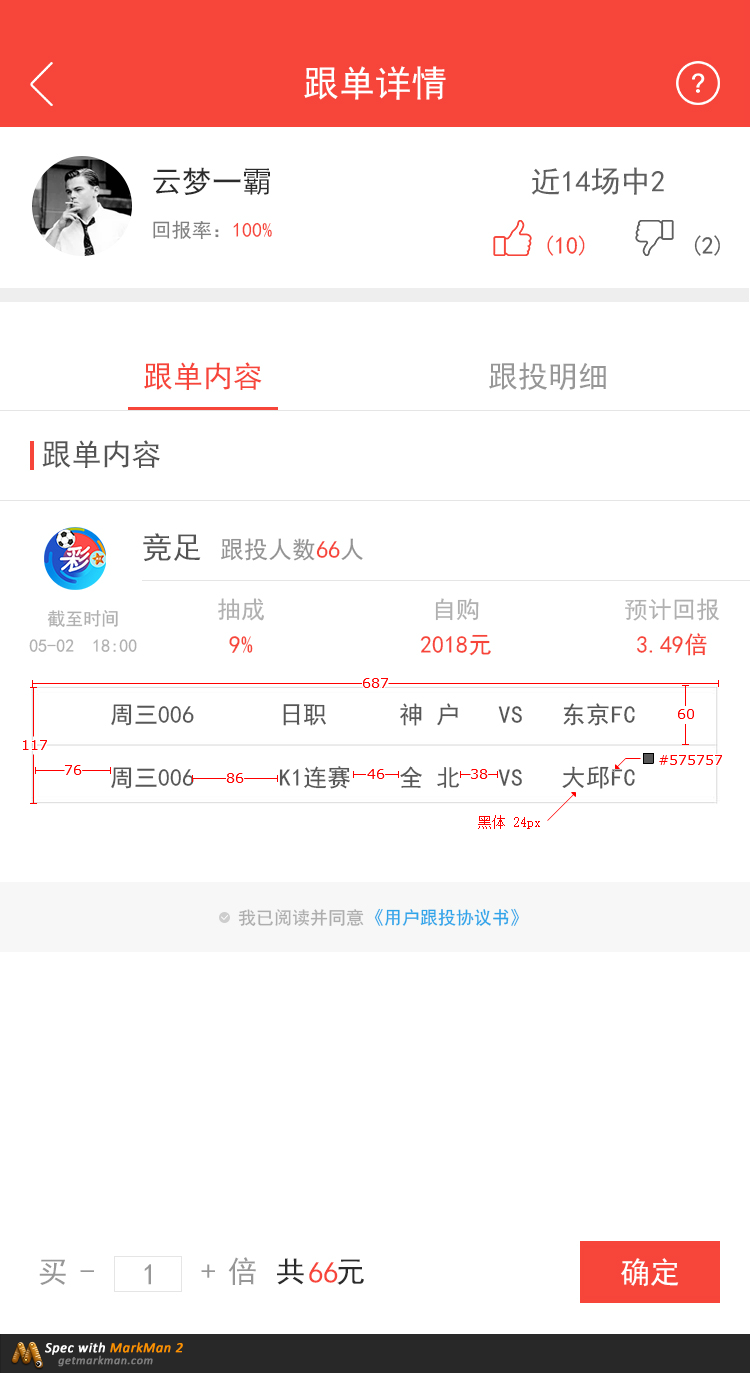 跟单详情 ?
云梦一霸 近14场中2
回报率：100% (10) (2)
跟单内容 跟投明细
跟单内容
彩
竞足 跟投人数66人
截至时间 抽成 自购 预计回报
05-02 18:00 9% 2018元 3.49倍
687
周三006 日职 神 户 VS 东京FC 60
117
#575757
76 周三006 86 K1连赛 46 全 北 38 VS 大邱FC
黑体 24px
我已阅读并同意《用户跟投协议书》
买 - 1 + 倍 共66元 确定
Spec with MarkMan 2
getmarkman.com